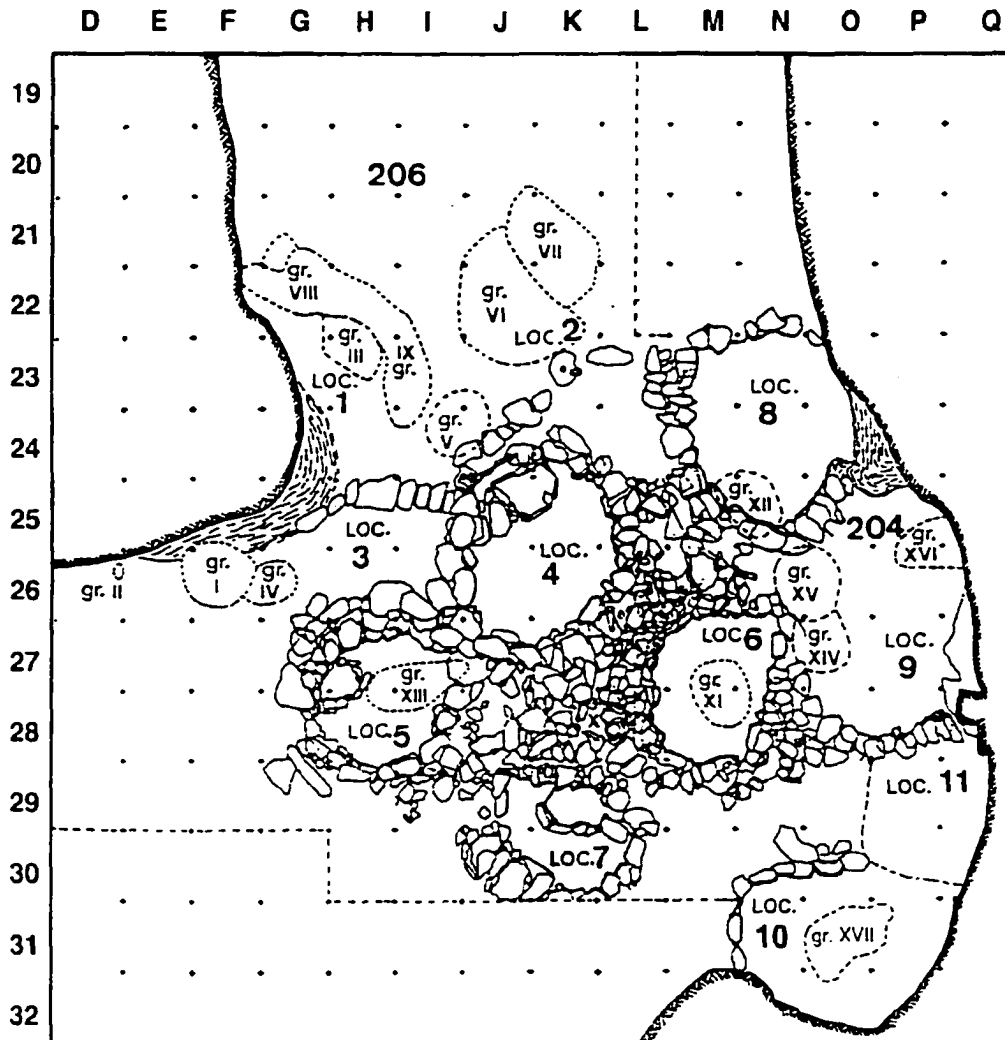 D E F G H I J K L M N O P Q
19
20
206
21
gr.
VII
gr.
VIII
22
gr.
VI
LOC. 2
gr.
III
IX
gr.
23
LOC.
1
LOC.
8
24
gr.
V
gr.
XII
25
LOC.
3
LOC.
4
204
gr.
XVI
26
gr. II
gr.
I
gr.
IV
gr.
XV
27
LOC. 6
gr.
XIV
LOC.
9
gr.
XIII
gr.
XI
28
LOC. 5
X
29
LOC. 11
30
LOC. 7
31
LOC.
10
gr. XVII
32